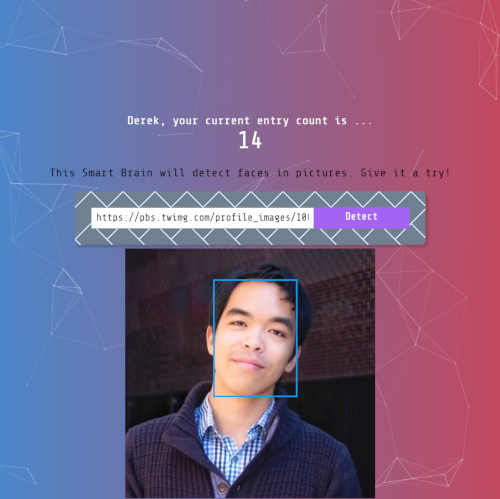 Derek, your current entry count is ...
14
This Smart Brain will detect faces in pictures. Give it a try!
https://pbs.twimg.com/profile_images/10
Detect